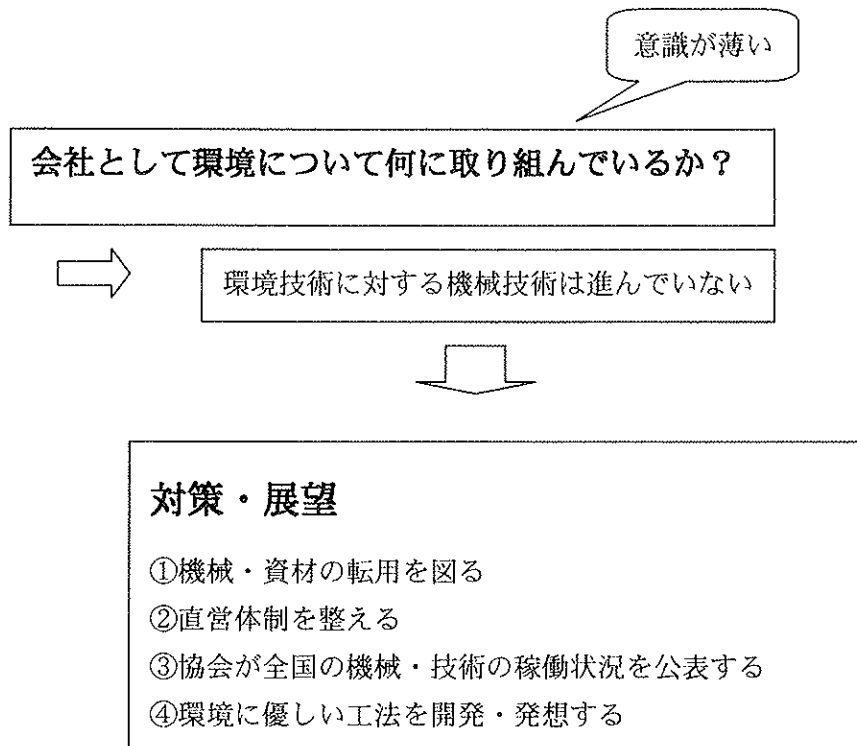 意識が薄い
会社として環境について何に取り組んでいるか？
環境技術に対する機械技術は進んでいない
対策・展望
①機械・資材の転用を図る
②直営体制を整える
③協会が全国の機械・技術の稼働状況を公表する
④環境に優しい工法を開発・発想する